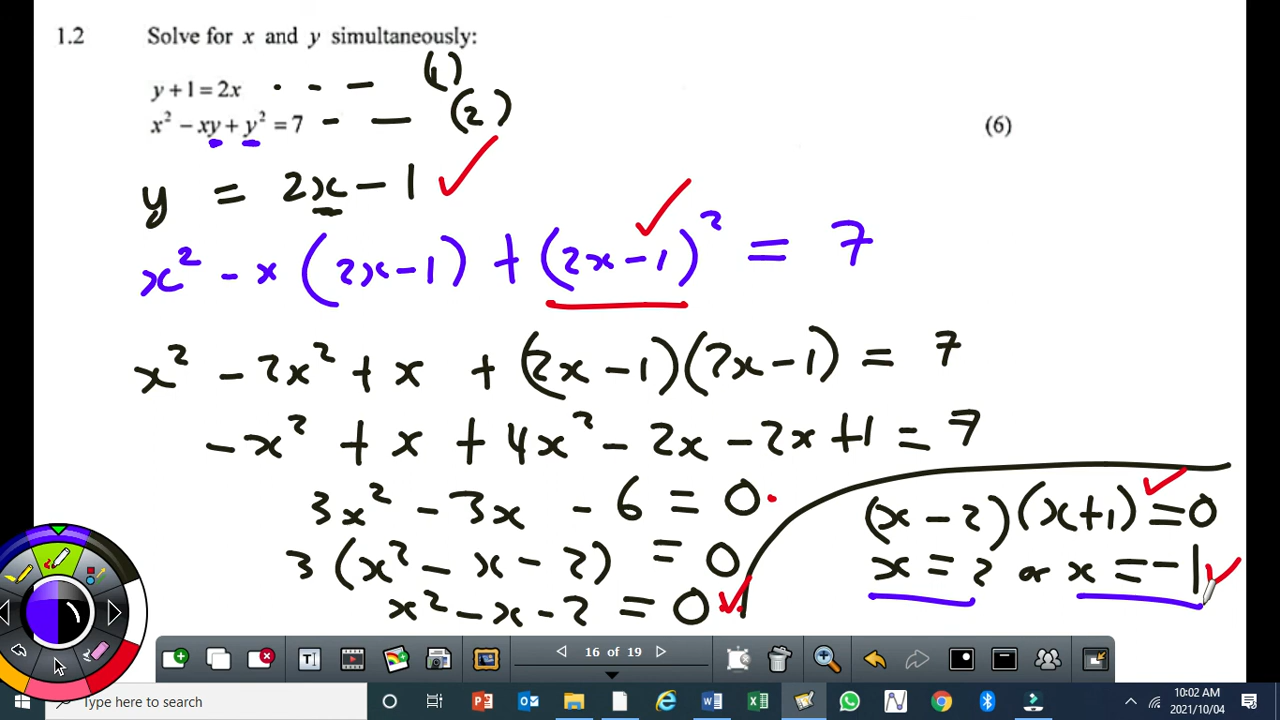 1.2 Solve for x and y simultaneously:
y + 1 = 2x . - — (1)
x² − xy + y² = 7 - — (2)
(6)
y = 2x − 1 ✓
x² − x(2x−1) + (2x−1)² = 7 ✓
x² − 2x² + x + (2x − 1)(2x − 1) = 7
−x² + x + 4x² − 2x − 2x + 1 = 7
3x² − 3x − 6 = 0
3(x² − x − 2) = 0
x² − x − 2 = 0 ✓
(x − 2)(x + 1) = 0 ✓
x = 2 or x = −1 ✓
T
16 of 19
Type here to search
10:02 AM
2021/10/04